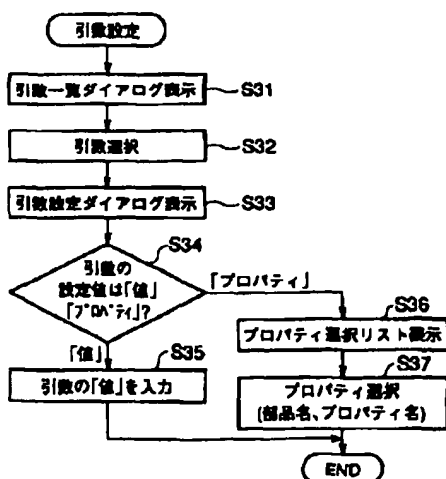 引数設定
引数一覧ダイアログ表示
S31
引数選択
S32
引数設定ダイアログ表示
S33
S34
引数の
設定値は「値」
「プロパティ」?
「プロパティ」
「値」
S35
引数の「値」を入力
S36
プロパティ選択リスト表示
S37
プロパティ選択
(部品名、プロパティ名)
END